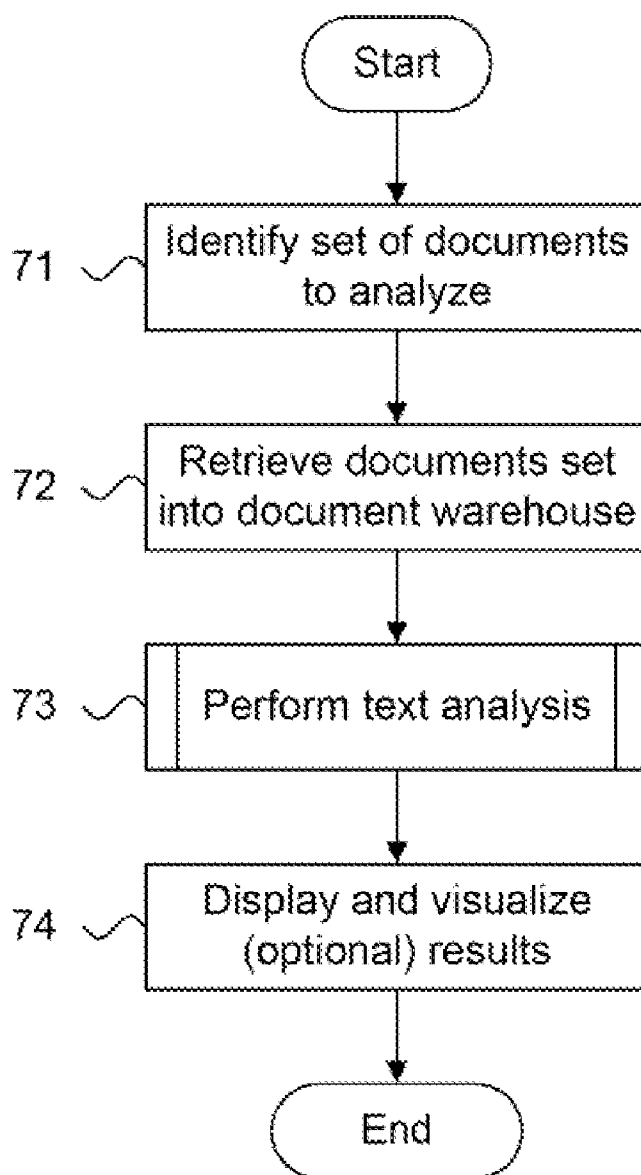 Start
71
Identify set of documents
to analyze
72
Retrieve documents set
into document warehouse
73
Perform text analysis
74
Display and visualize
(optional) results
End